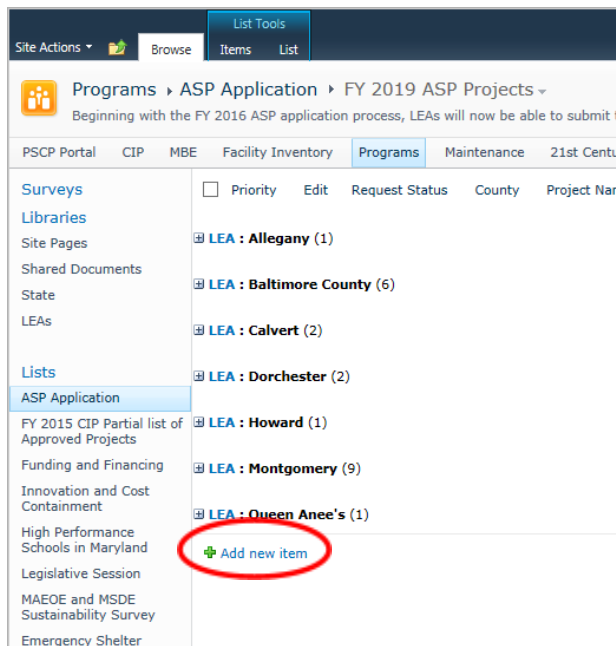 List Tools
Site Actions Browse Items List
Programs ASP Application FY 2019 ASP Projects
Beginning with the FY 2016 ASP application process, LEAs will now be able to submit
PSCP Portal CIP MBE Facility Inventory Programs Maintenance 21st Centu
Surveys
Libraries
Site Pages
Shared Documents
State
LEAs
Lists
ASP Application
FY 2015 CIP Partial list of
Approved Projects
Funding and Financing
Innovation and Cost
Containment
High Performance
Schools in Maryland
Legislative Session
MAEOE and MSDE
Sustainability Survey
Emergency Shelter
Priority Edit Request Status County Project Nar
LEA : Allegany (1)
LEA : Baltimore County (6)
LEA : Calvert (2)
LEA : Dorchester (2)
LEA : Howard (1)
LEA : Montgomery (9)
LEA : Queen Anee's (1)
Add new item